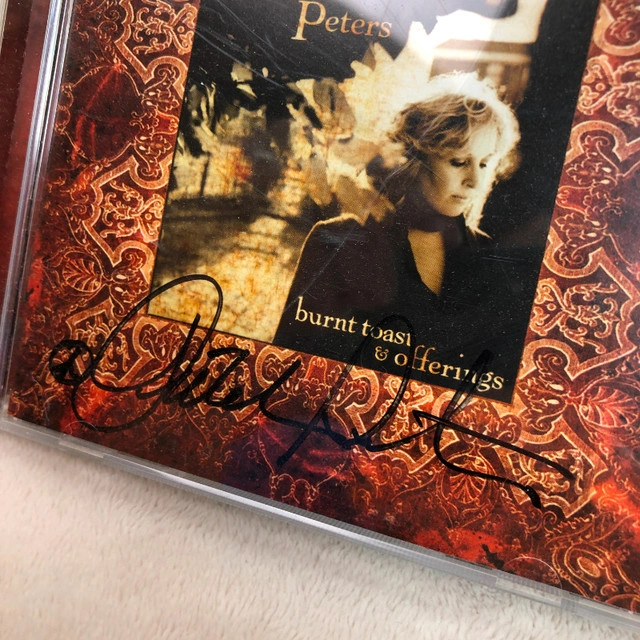 Peters
burnt toast
& offerings